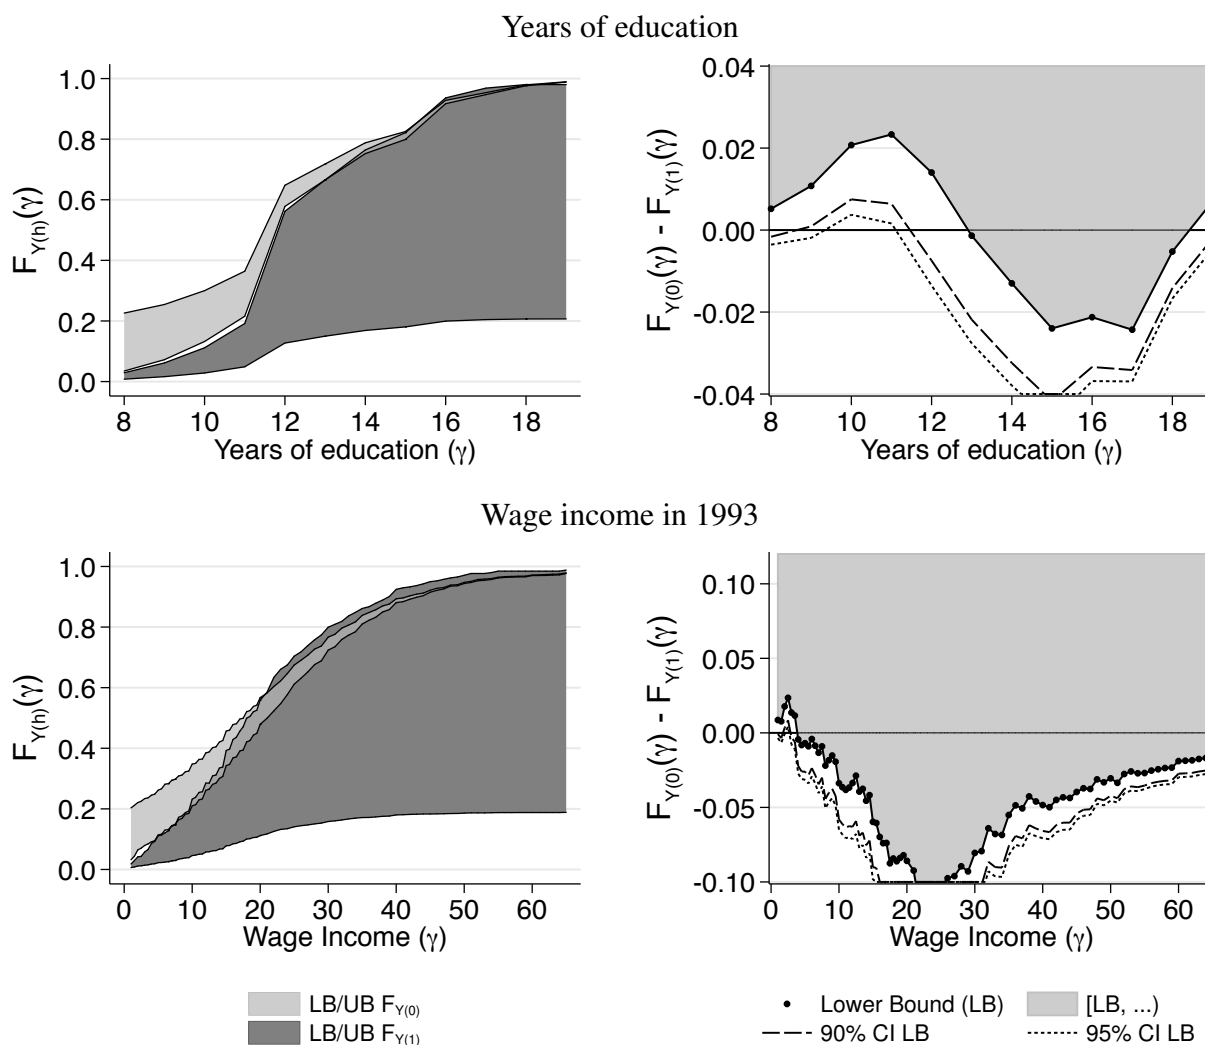 Years of education
F_Y(h)(γ)
1.0
0.8
0.6
0.4
0.2
0.0
8 10 12 14 16 18
Years of education (γ)
F_Y(0)(γ) - F_Y(1)(γ)
0.04
0.02
0.00
-0.02
-0.04
8 10 12 14 16 18
Years of education (γ)
Wage income in 1993
F_Y(h)(γ)
1.0
0.8
0.6
0.4
0.2
0.0
0 10 20 30 40 50 60
Wage Income (γ)
F_Y(0)(γ) - F_Y(1)(γ)
0.10
0.05
0.00
-0.05
-0.10
0 10 20 30 40 50 60
Wage Income (γ)
LB/UB F_Y(0)
LB/UB F_Y(1)
Lower Bound (LB) [LB, ...)
90% CI LB 95% CI LB